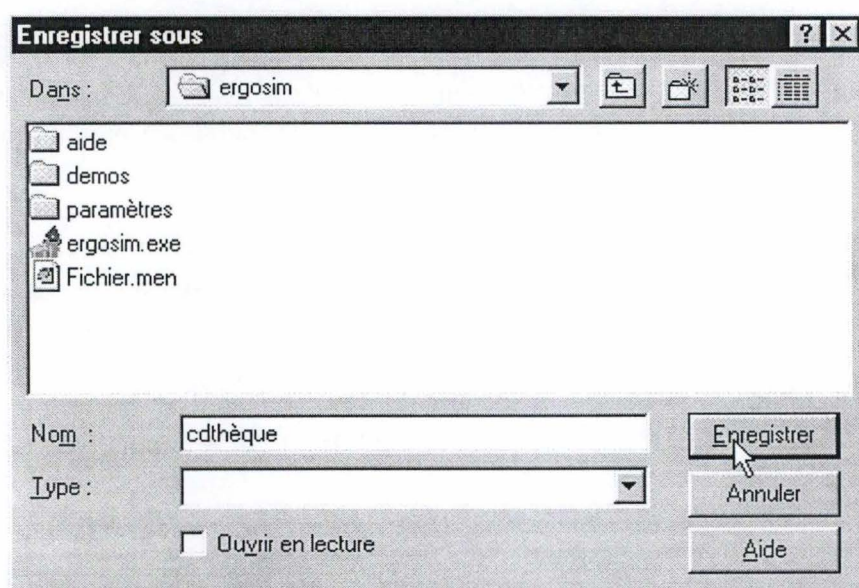 Enregistrer sous
Dans :
ergosim
aide
demos
paramètres
ergosim.exe
Fichier.men
Nom :
cdthèque
Enregistrer
Type :
Annuler
Ouvrir en lecture
Aide